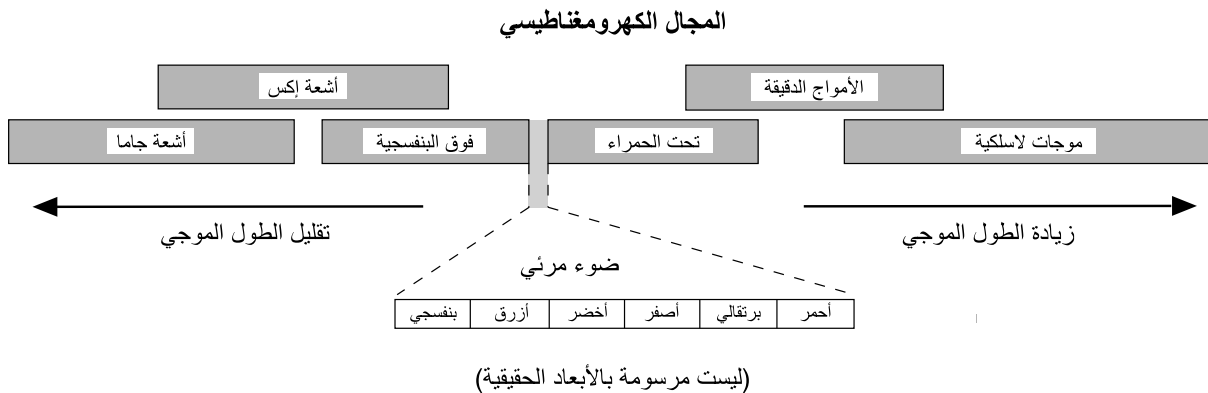 المجال الكهرومغناطيسي
الأمواج الدقيقة
أشعة إكس
موجات لاسلكية
تحت الحمراء
فوق البنفسجية
أشعة جاما
زيادة الطول الموجي
تقليل الطول الموجي
ضوء مرئي
أحمر
برتقالي
أصفر
أخضر
أزرق
بنفسجي
(ليست مرسومة بالأبعاد الحقيقية)